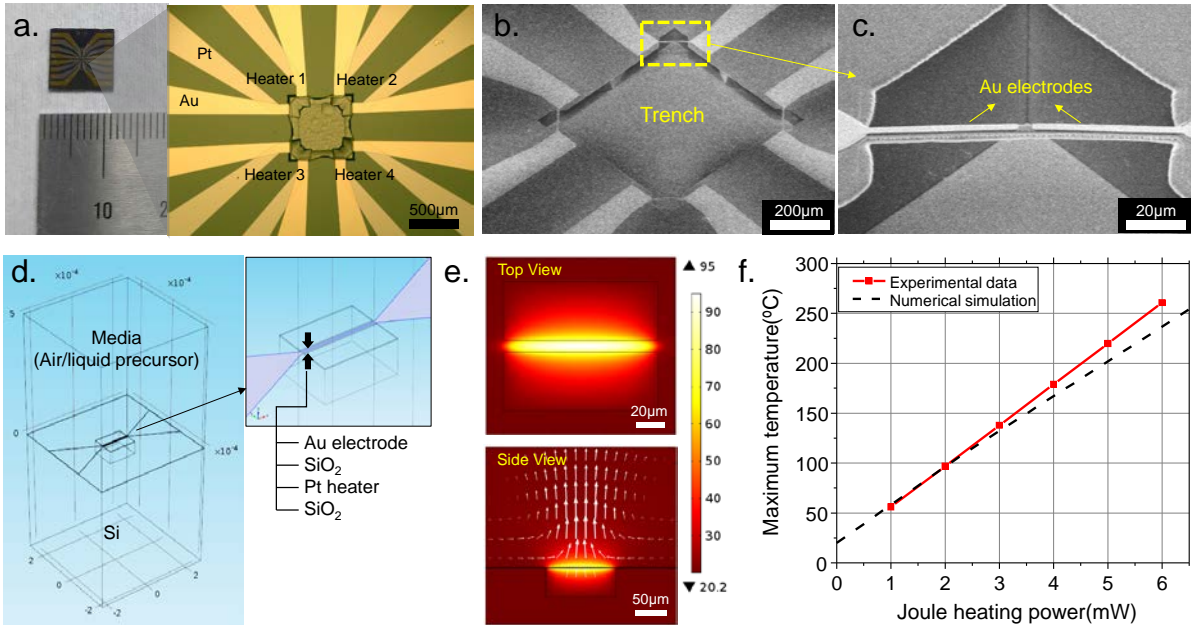 a.
Pt
Au
Heater 1
Heater 2
Heater 3
Heater 4
10
2
500µm
b.
Trench
200µm
c.
Au electrodes
20µm
d.
×10⁻⁴
×10⁻⁴
5
Media
(Air/liquid precursor)
0
×10⁻⁴
Si
2
0
-2
-2
0
2
Au electrode
SiO₂
Pt heater
SiO₂
e.
Top View
20µm
Side View
50µm
95
90
80
70
60
50
40
30
20.2
f.
Experimental data
Numerical simulation
Maximum temperature(ºC)
300
250
200
150
100
50
0
0 1 2 3 4 5 6
Joule heating power(mW)